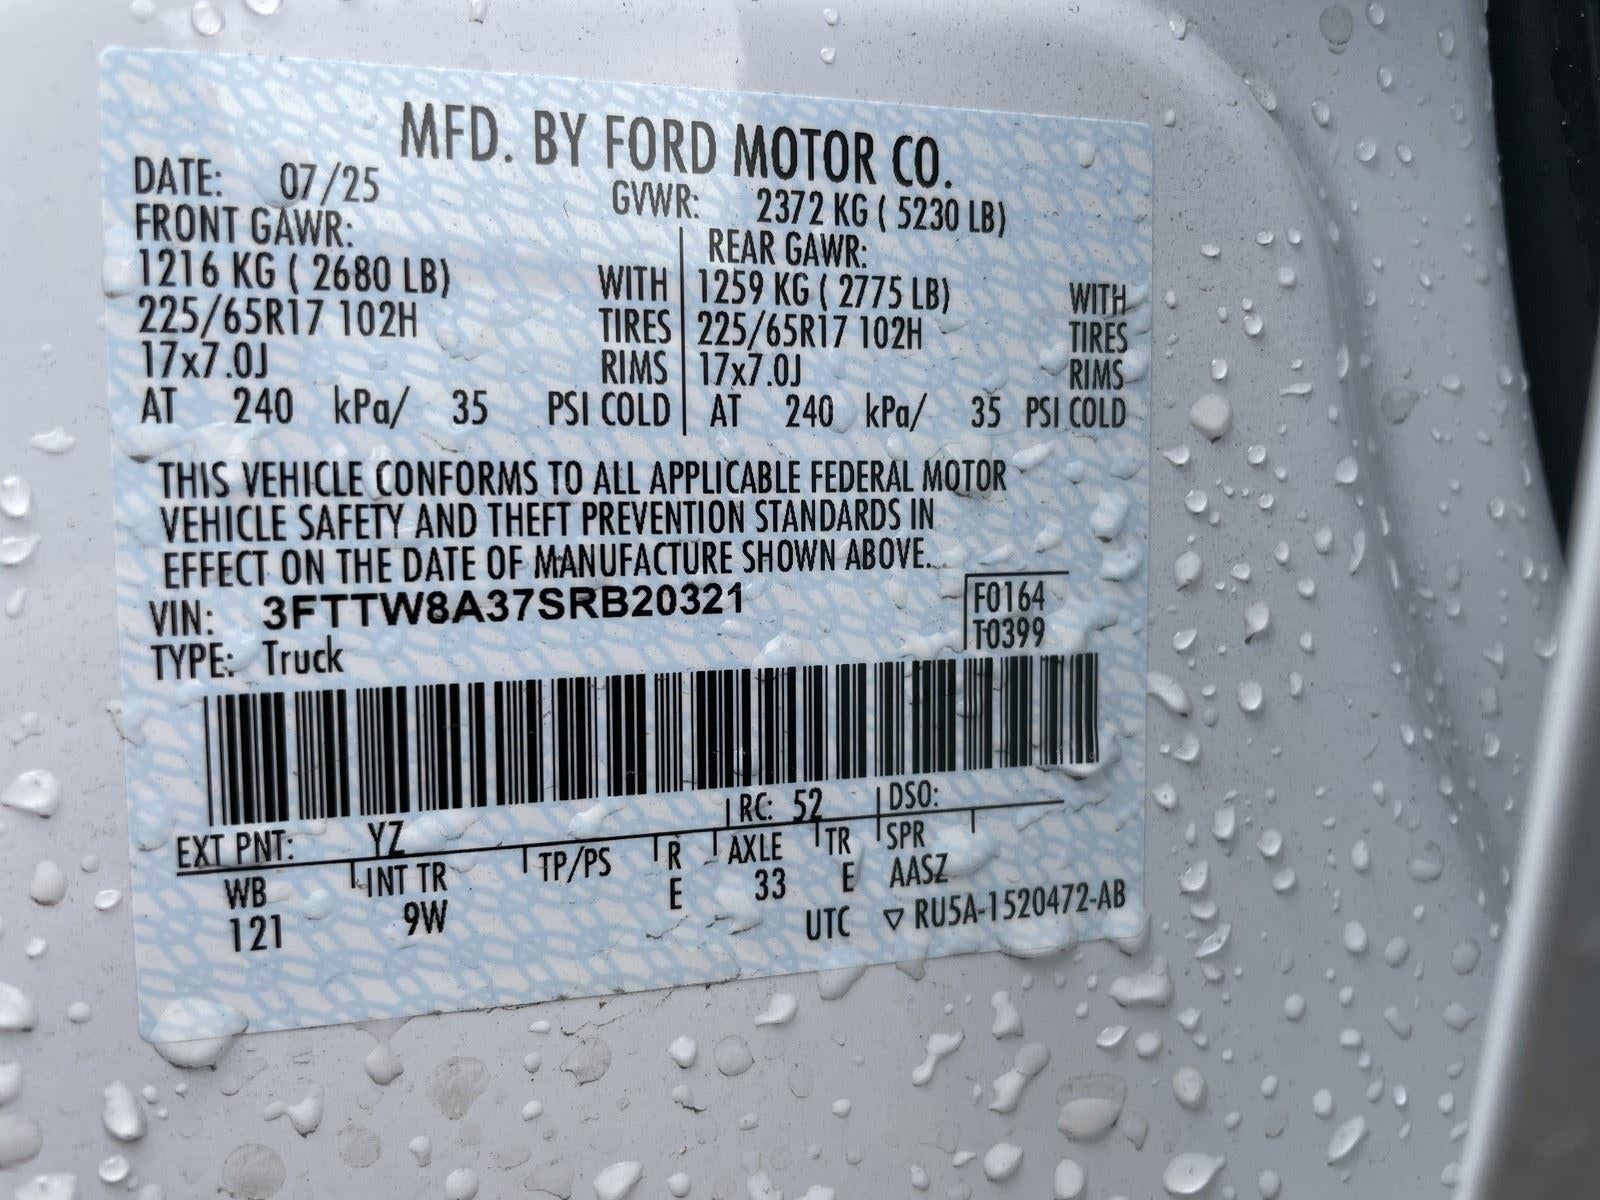 MFD. BY FORD MOTOR CO.
DATE: 07/25 GVWR: 2372 KG ( 5230 LB)
FRONT GAWR: REAR GAWR:
1216 KG ( 2680 LB) WITH 1259 KG ( 2775 LB) WITH
225/65R17 102H TIRES 225/65R17 102H TIRES
17x7.0J RIMS 17x7.0J RIMS
AT 240 kPa/ 35 PSI COLD AT 240 kPa/ 35 PSI COLD
THIS VEHICLE CONFORMS TO ALL APPLICABLE FEDERAL MOTOR
VEHICLE SAFETY AND THEFT PREVENTION STANDARDS IN
EFFECT ON THE DATE OF MANUFACTURE SHOWN ABOVE.
VIN: 3FTTW8A37SRB20321 F0164
TYPE: Truck T0399
EXT PNT: YZ RC: 52 DSO:
WB INT TR TP/PS R AXLE TR SPR
121 9W E 33 E AASZ
UTC ▽ RU5A-1520472-AB